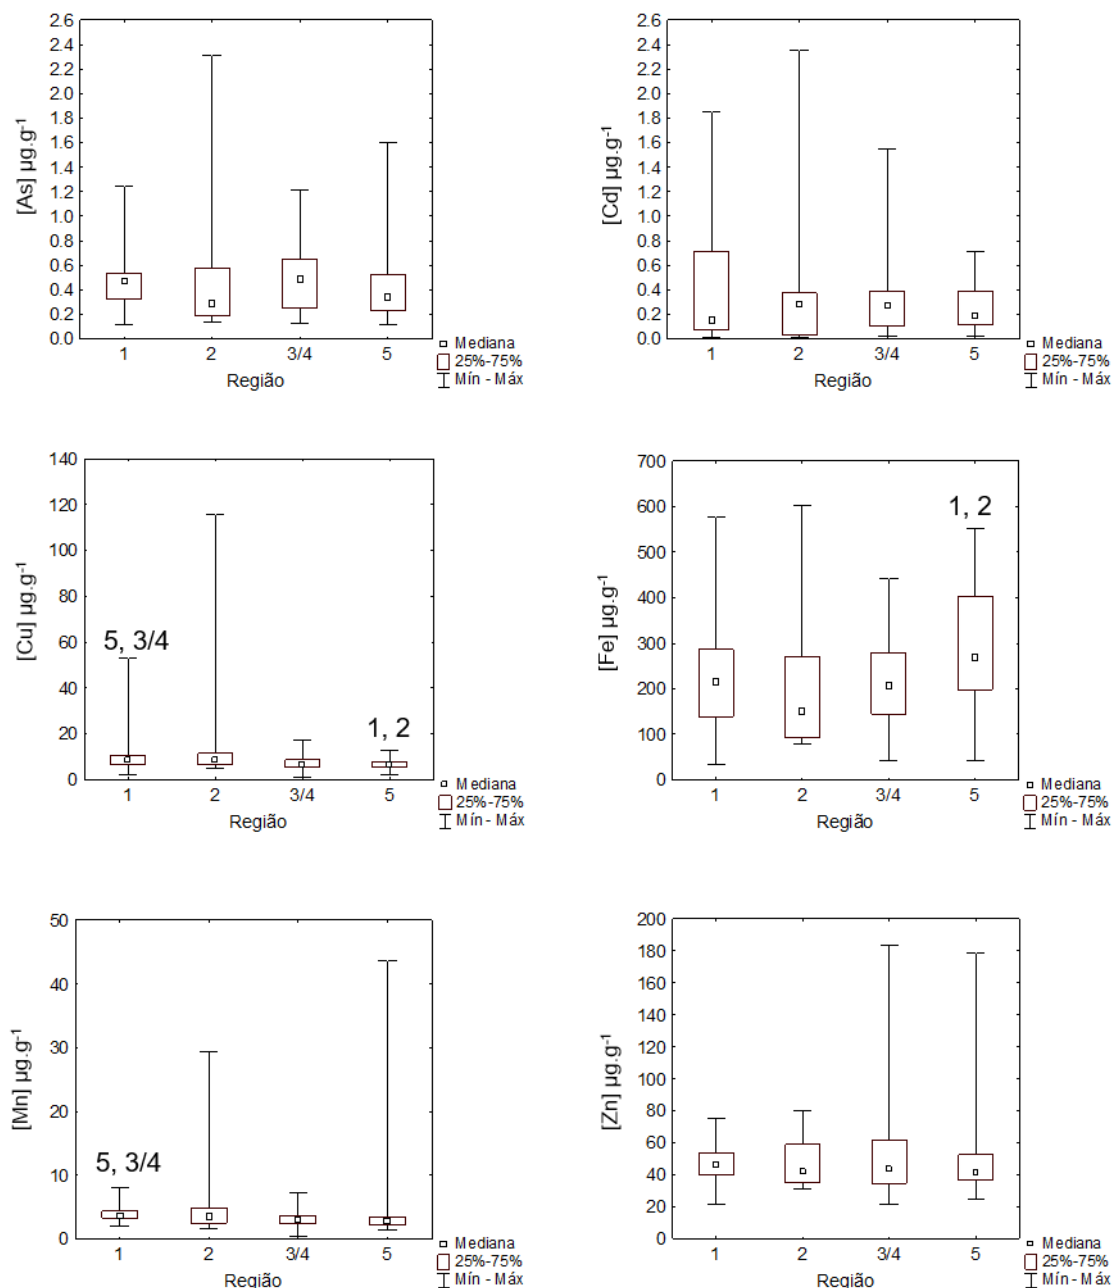 [As] µg.g⁻¹
2.6
2.4
2.2
2.0
1.8
1.6
1.4
1.2
1.0
0.8
0.6
0.4
0.2
0.0
1 2 3/4 5
Região
Mediana
25%-75%
Mín - Máx
[Cd] µg.g⁻¹
2.6
2.4
2.2
2.0
1.8
1.6
1.4
1.2
1.0
0.8
0.6
0.4
0.2
0.0
1 2 3/4 5
Região
Mediana
25%-75%
Mín - Máx
[Cu] µg.g⁻¹
140
120
100
80
60
40
20
0
5, 3/4
1, 2
1 2 3/4 5
Região
Mediana
25%-75%
Mín - Máx
[Fe] µg.g⁻¹
700
600
500
400
300
200
100
0
1, 2
1 2 3/4 5
Região
Mediana
25%-75%
Mín - Máx
[Mn] µg.g⁻¹
50
40
30
20
10
0
5, 3/4
1 2 3/4 5
Região
Mediana
25%-75%
Mín - Máx
[Zn] µg.g⁻¹
200
180
160
140
120
100
80
60
40
20
0
1 2 3/4 5
Região
Mediana
25%-75%
Mín - Máx